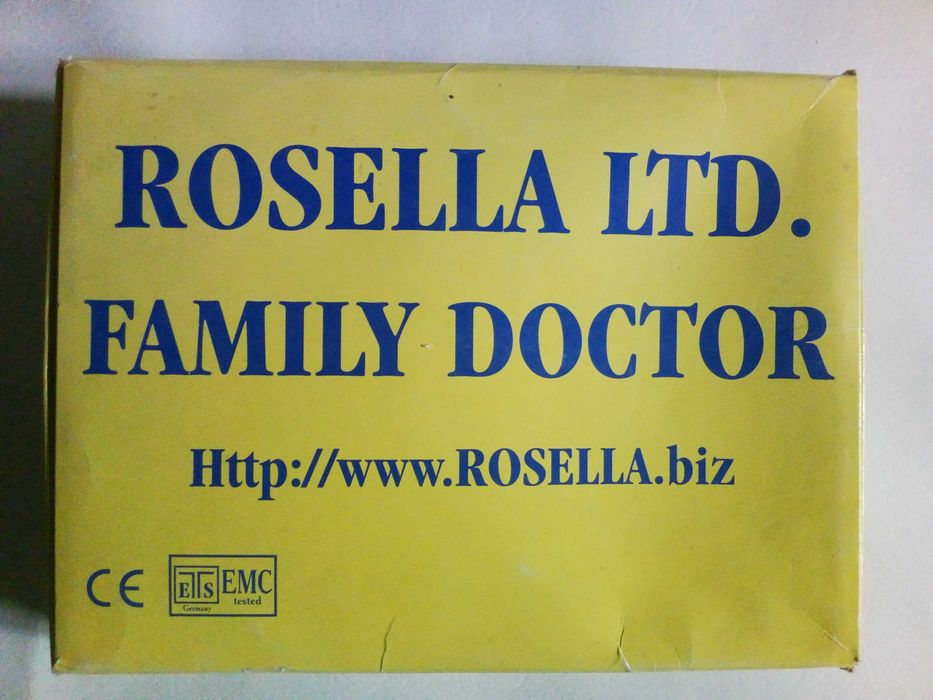 ROSELLA LTD.
FAMILY DOCTOR
Http://www.ROSELLA.biz
CE
ETS EMC
Germany tested